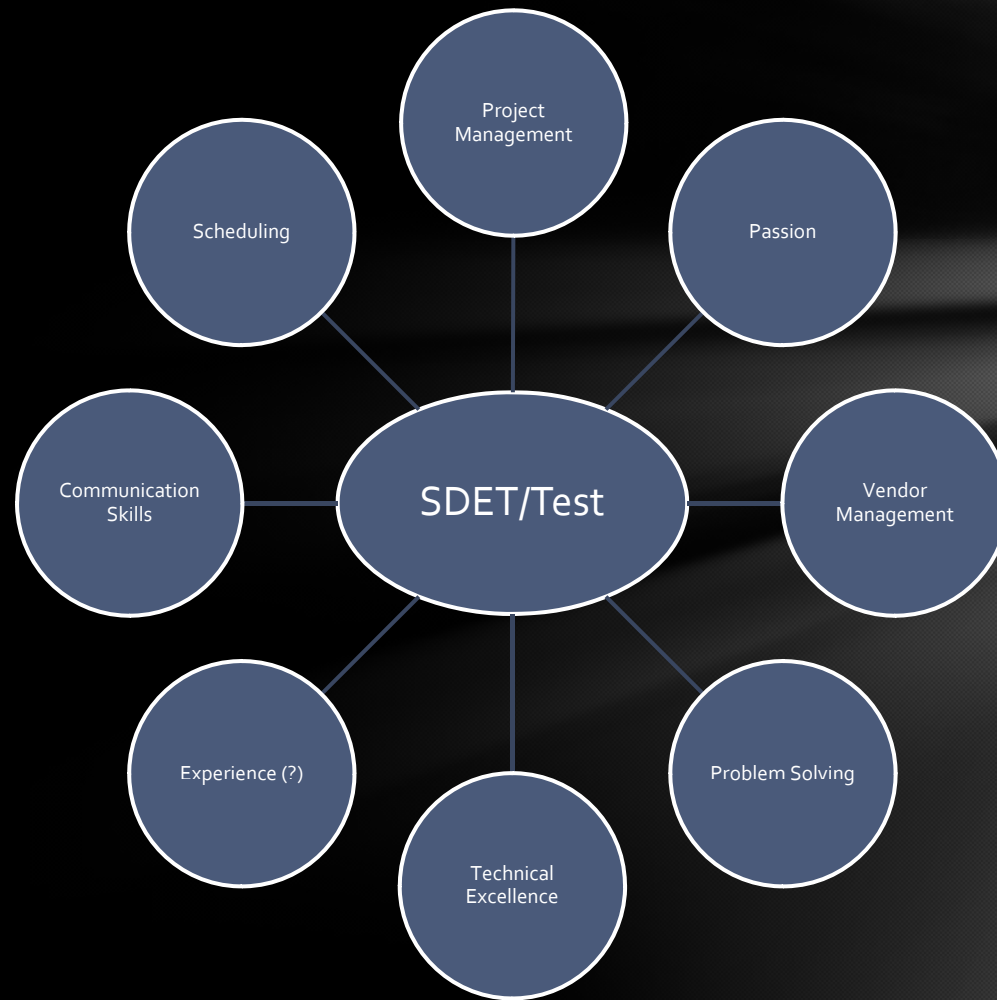 Project
Management
Scheduling
Passion
Communication
Skills
SDET/Test
Vendor
Management
Experience (?)
Problem Solving
Technical
Excellence